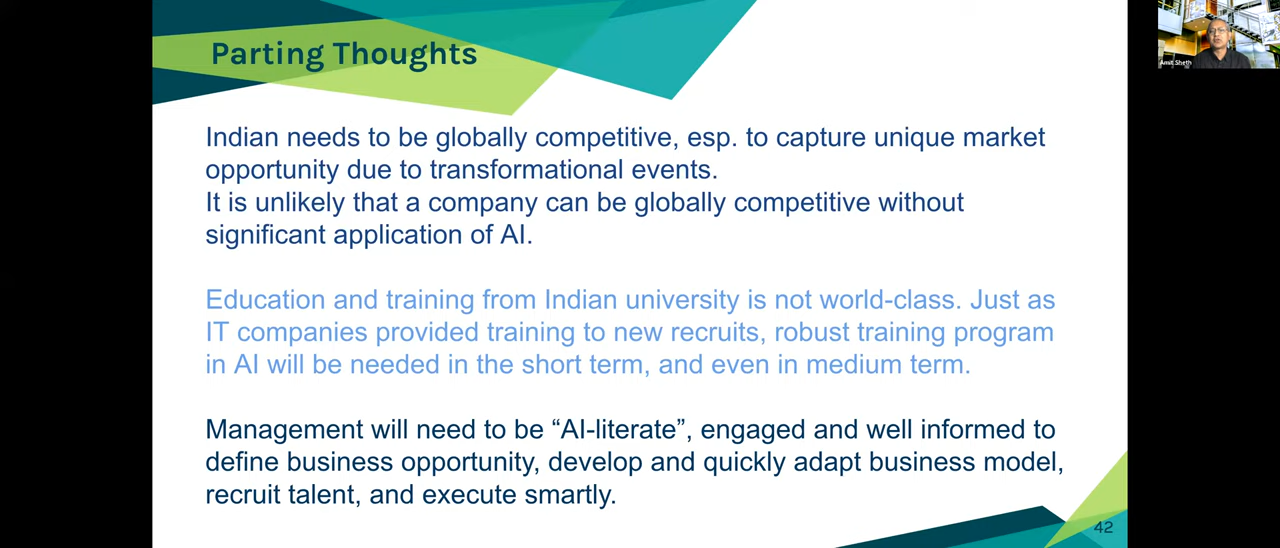 Parting Thoughts
Amit Sheth
Indian needs to be globally competitive, esp. to capture unique market
opportunity due to transformational events.
It is unlikely that a company can be globally competitive without
significant application of AI.
Education and training from Indian university is not world-class. Just as
IT companies provided training to new recruits, robust training program
in AI will be needed in the short term, and even in medium term.
Management will need to be “AI-literate”, engaged and well informed to
define business opportunity, develop and quickly adapt business model,
recruit talent, and execute smartly.
42